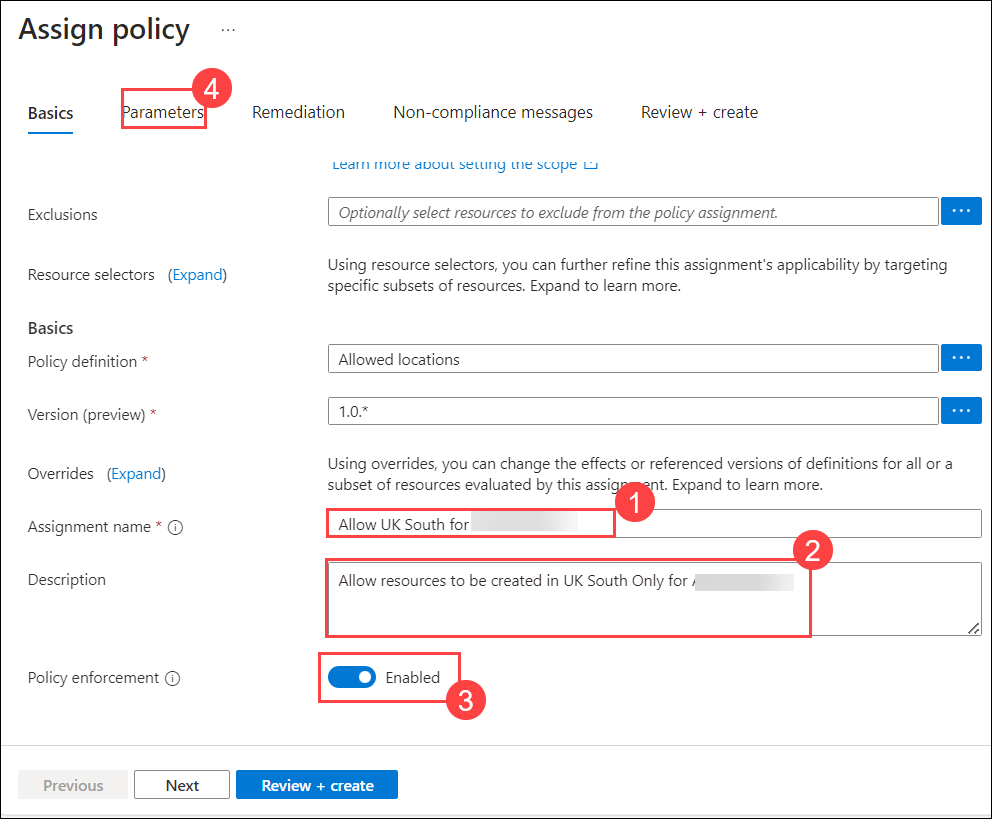 Assign policy ...
4
Basics Parameters Remediation Non-compliance messages Review + create
Learn more about setting the scope
Exclusions Optionally select resources to exclude from the policy assignment. ...
Resource selectors (Expand) Using resource selectors, you can further refine this assignment's applicability by targeting
specific subsets of resources. Expand to learn more.
Basics
Policy definition * Allowed locations ...
Version (preview) * 1.0.* ...
Overrides (Expand) Using overrides, you can change the effects or referenced versions of definitions for all or a
subset of resources evaluated by this assignment. Expand to learn more.
1
Assignment name * Allow UK South for
2
Description Allow resources to be created in UK South Only for
Policy enforcement Enabled
3
Previous Next Review + create